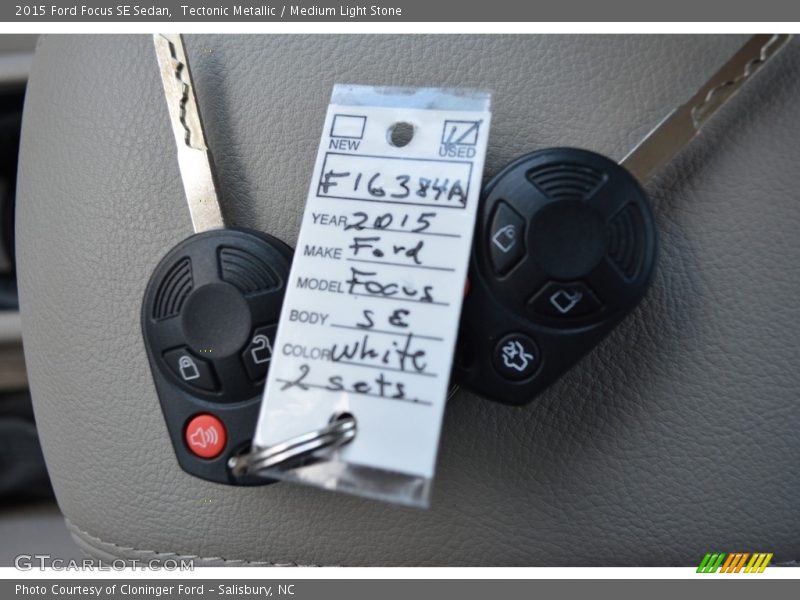 2015 Ford Focus SE Sedan,  Tectonic Metallic / Medium Light Stone
NEW USED
F16384A
YEAR 2015
MAKE Ford
MODEL Focus
BODY SE
COLOR White
2 sets.
GTCarLot.com
Photo Courtesy of Cloninger Ford - Salisbury, NC